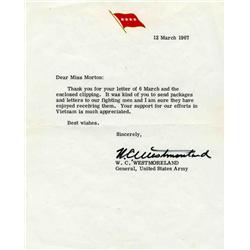 12 March 1967
Dear Miss Morton:
Thank you for your letter of 6 March and the
enclosed clipping. It was kind of you to send packages
and letters to our fighting men and I am sure they have
enjoyed receiving them. Your support for our efforts in
Vietnam is much appreciated.
Best wishes.
Sincerely,
W.C. Westmoreland
W. C. WESTMORELAND
General, United States Army